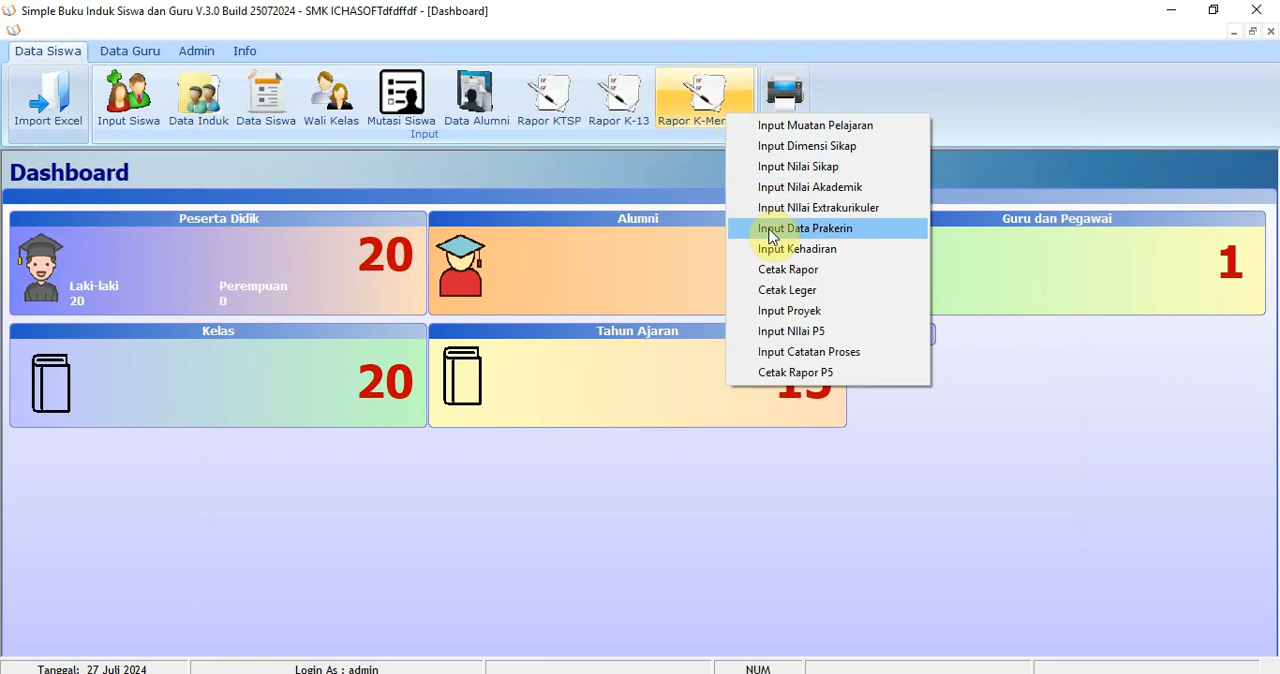 Simple Buku Induk Siswa dan Guru V.3.0 Build 25072024 - SMK ICHASOFTdfdffdf - [Dashboard]
Data Siswa Data Guru Admin Info
Import Excel Input Siswa Data Induk Data Siswa Wali Kelas Mutasi Siswa Data Alumni Rapor KTSP Rapor K-13 Rapor K-Mer
Input
Input Muatan Pelajaran
Input Dimensi Sikap
Input Nilai Sikap
Input Nilai Akademik
Input NIlai Extrakurikuler
Input Data Prakerin
Input Kehadiran
Cetak Rapor
Cetak Leger
Input Proyek
Input NIlai P5
Input Catatan Proses
Cetak Rapor P5
Dashboard
Peserta Didik
20
Laki-laki
20
Perempuan
0
Alumni
Guru dan Pegawai
1
Kelas
20
Tahun Ajaran
Tanggal: 27 Juli 2024 Login As : admin NUM